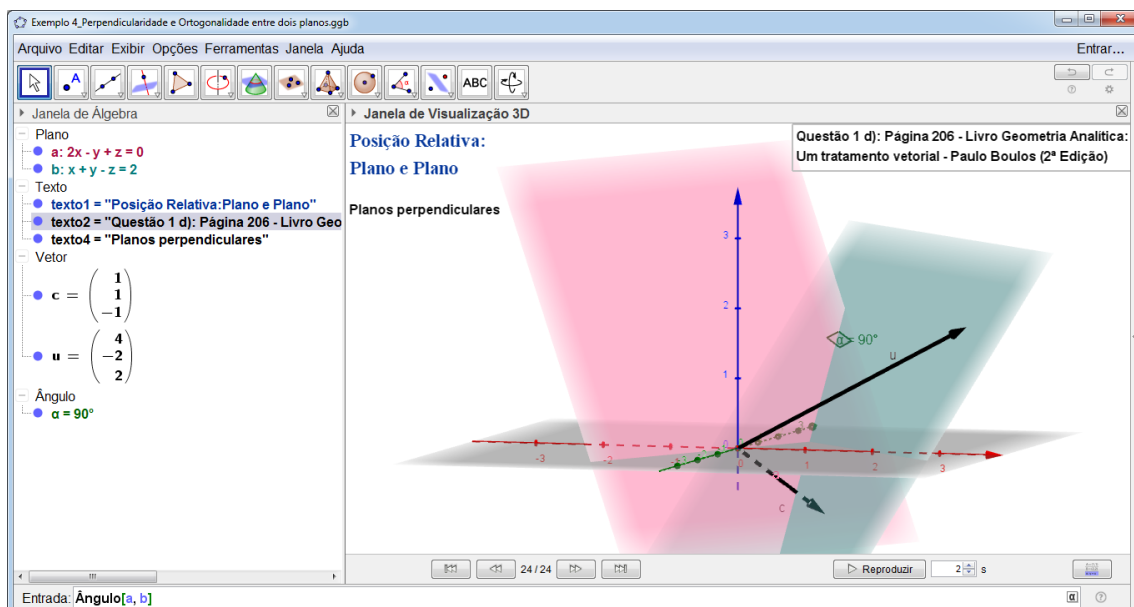 Exemplo 4_Perpendicularidade e Ortogonalidade entre dois planos.ggb
Arquivo Editar Exibir Opções Ferramentas Janela Ajuda
Entrar...
A
ABC
Janela de Álgebra
Plano
a: 2x - y + z = 0
b: x + y - z = 2
Texto
texto1 = "Posição Relativa:Plano e Plano"
texto2 = "Questão 1 d): Página 206 - Livro Geo
texto4 = "Planos perpendiculares"
Vetor
c = ( 1
1
-1 )
u = ( 4
-2
2 )
Ângulo
α = 90°
Janela de Visualização 3D
Posição Relativa:
Plano e Plano
Planos perpendiculares
Questão 1 d): Página 206 - Livro Geometria Analítica:
Um tratamento vetorial - Paulo Boulos (2ª Edição)
3
2
1
0
α = 90°
u
c
-3
-2
0
1
2
3
3
24 / 24
Reproduzir
2
s
Entrada: Ângulo[a, b]
α